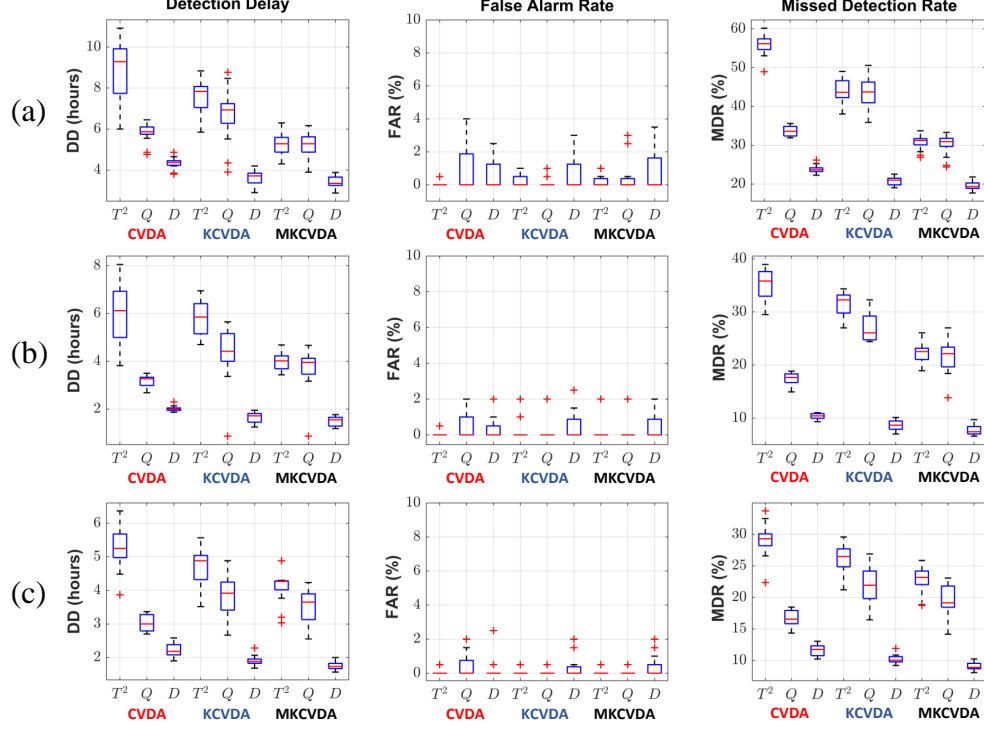 Detection Delay
False Alarm Rate
Missed Detection Rate
(a)
DD (hours)
10
8
6
4
T² Q D T² Q D T² Q D
CVDA KCVDA MKCVDA
FAR (%)
10
8
6
4
2
0
T² Q D T² Q D T² Q D
CVDA KCVDA MKCVDA
MDR (%)
60
50
40
30
20
T² Q D T² Q D T² Q D
CVDA KCVDA MKCVDA
(b)
DD (hours)
8
6
4
2
T² Q D T² Q D T² Q D
CVDA KCVDA MKCVDA
FAR (%)
10
8
6
4
2
0
T² Q D T² Q D T² Q D
CVDA KCVDA MKCVDA
MDR (%)
40
30
20
10
T² Q D T² Q D T² Q D
CVDA KCVDA MKCVDA
(c)
DD (hours)
6
5
4
3
2
T² Q D T² Q D T² Q D
CVDA KCVDA MKCVDA
FAR (%)
10
8
6
4
2
0
T² Q D T² Q D T² Q D
CVDA KCVDA MKCVDA
MDR (%)
30
25
20
15
10
T² Q D T² Q D T² Q D
CVDA KCVDA MKCVDA